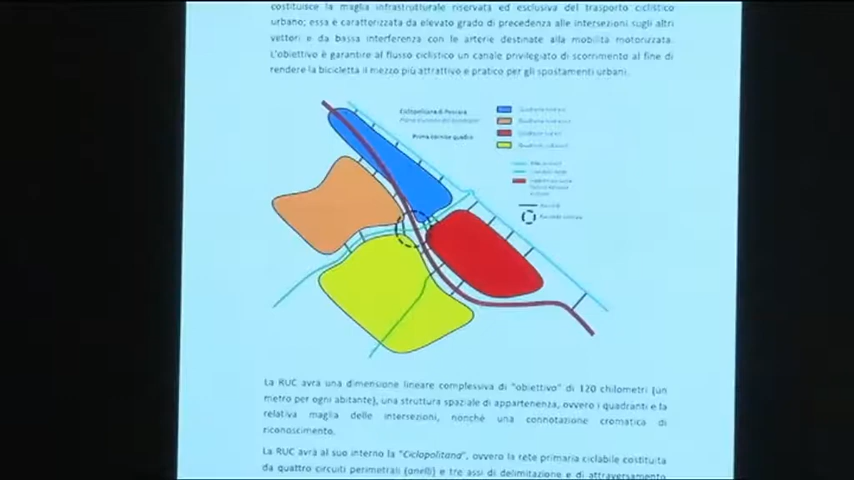 costituisce la maglia infrastrutturale riservata ed esclusiva del trasporto ciclistico
urbano; essa è caratterizzata da elevato grado di precedenza alle intersezioni sugli altri
vettori e da bassa interferenza con le arterie destinate alla mobilità motorizzata.
L'obiettivo è garantire al flusso ciclistico un canale privilegiato di scorrimento al fine di
rendere la bicicletta il mezzo più attrattivo e pratico per gli spostamenti urbani.
Ciclopolitana di Pescara
Primo
La RUC avrà una dimensione lineare complessiva di "obiettivo" di 120 chilometri (un
metro per ogni abitante), una struttura spaziale di appartenenza, ovvero i quadranti e la
relativa maglia delle intersezioni, nonché una connotazione cromatica di
riconoscimento.
La RUC avrà al suo interno la "Ciclopolitana", ovvero la rete primaria ciclabile costituita
da quattro circuiti perimetrali (anelli) e tre assi di delimitazione e di attraversamento